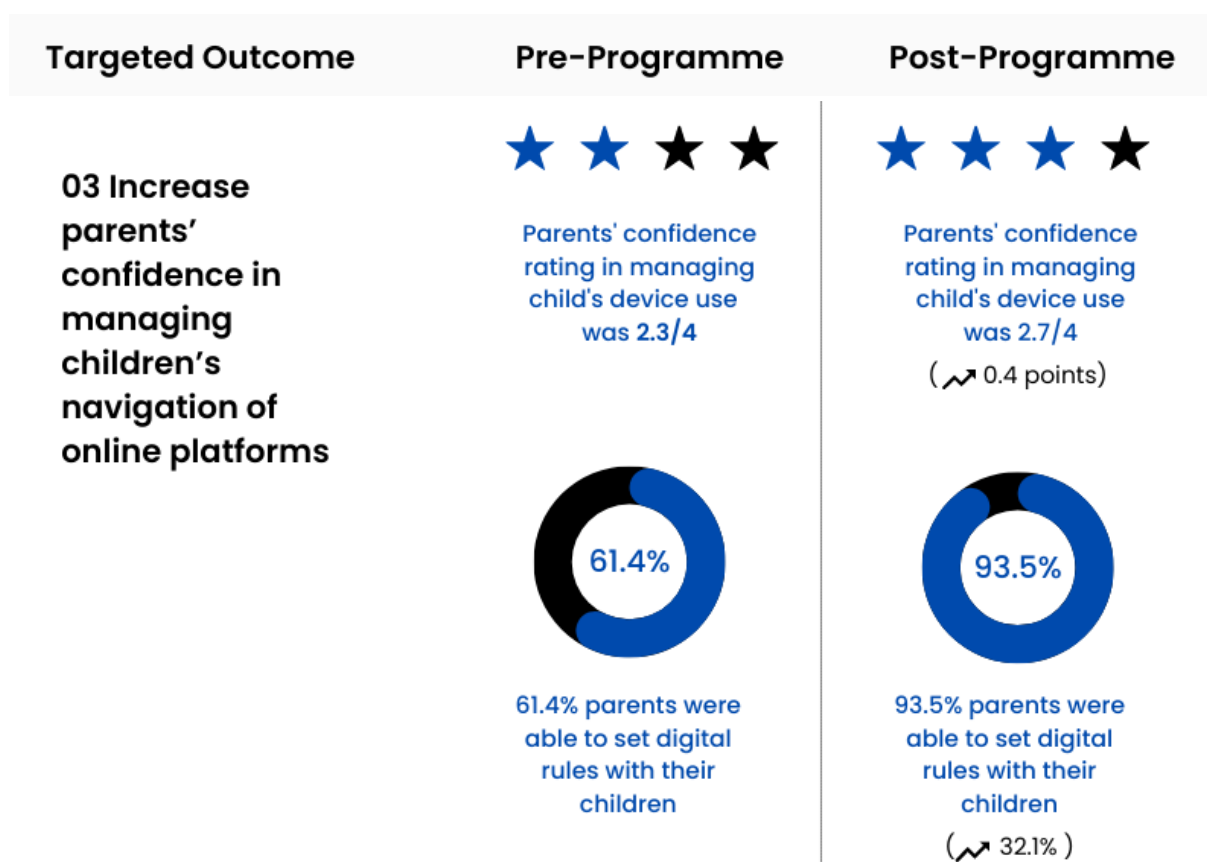 Targeted Outcome
Pre-Programme
Post-Programme
03 Increase
parents’
confidence in
managing
children’s
navigation of
online platforms
Parents' confidence
rating in managing
child's device use
was 2.3/4
Parents' confidence
rating in managing
child's device use
was 2.7/4
( 0.4 points)
61.4%
93.5%
61.4% parents were
able to set digital
rules with their
children
93.5% parents were
able to set digital
rules with their
children
( 32.1% )